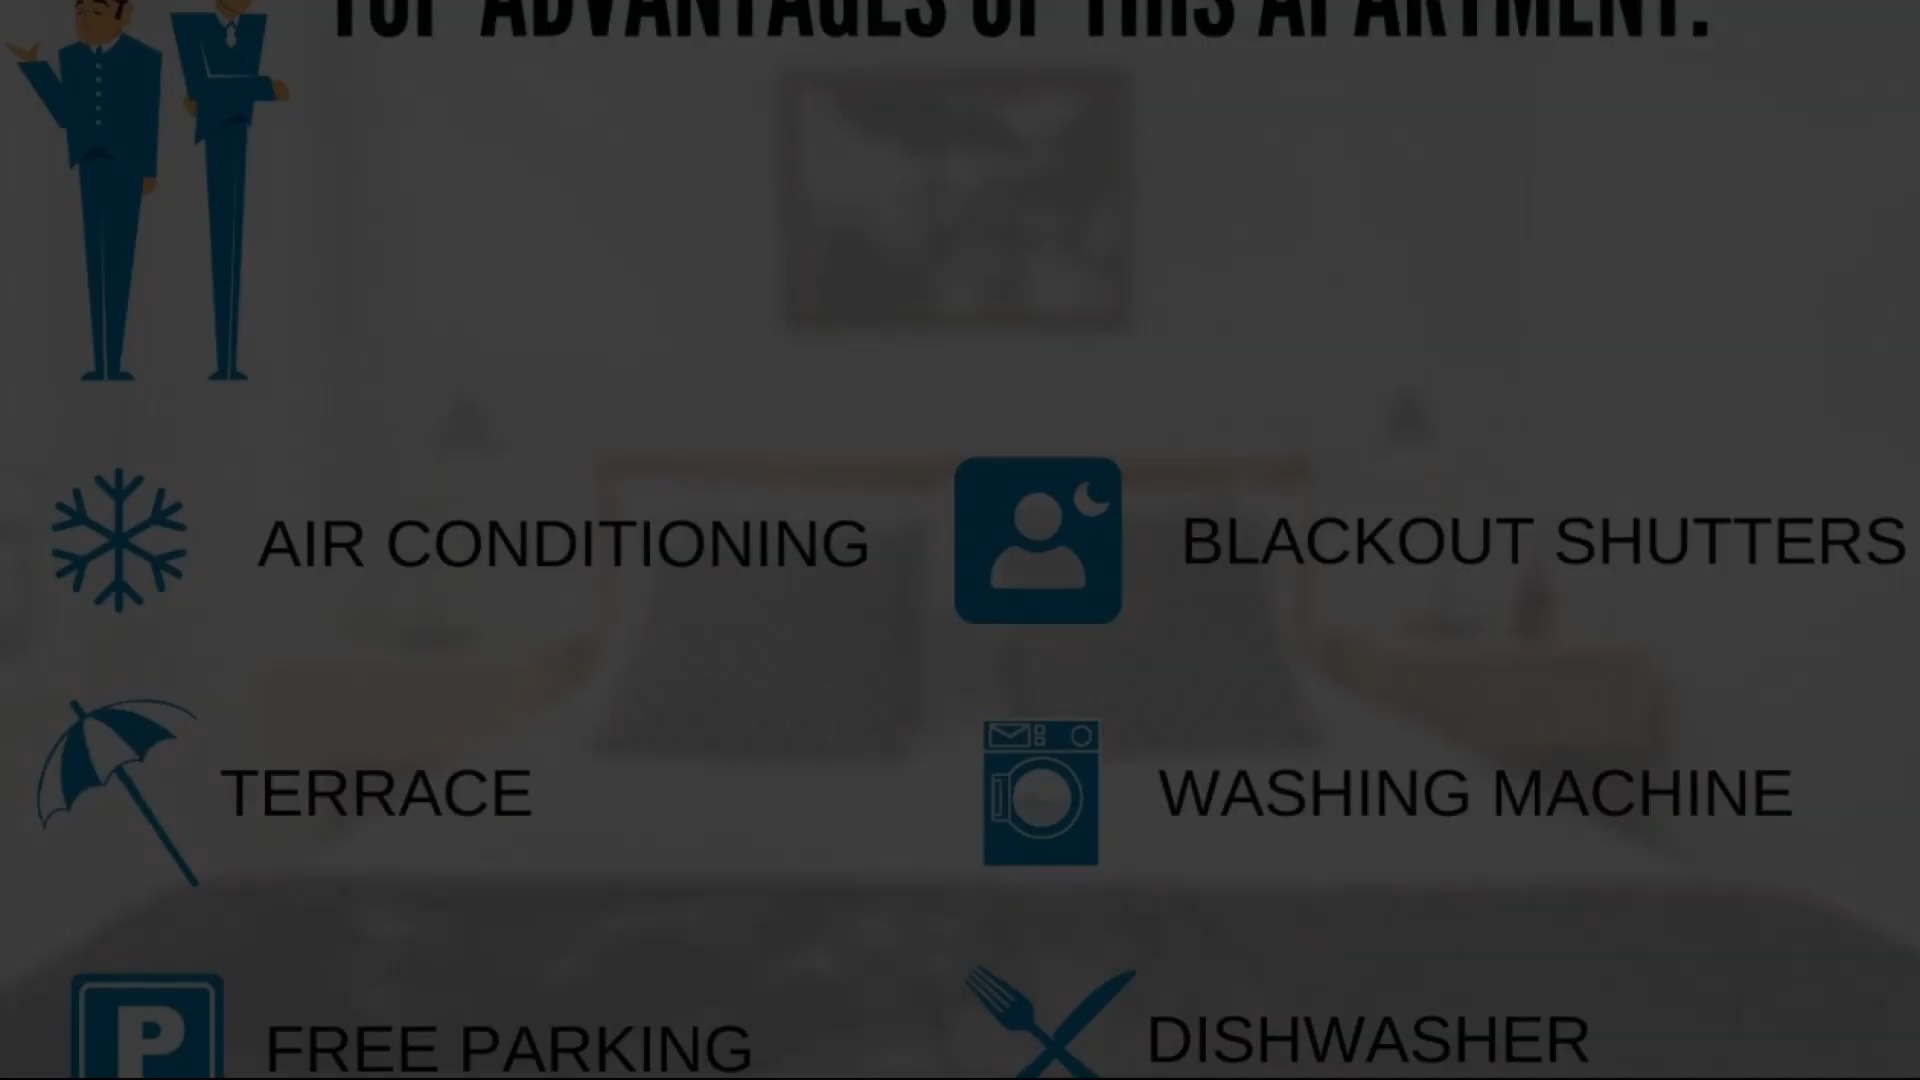 TOP ADVANTAGES OF THIS APARTMENT:
AIR CONDITIONING
BLACKOUT SHUTTERS
TERRACE
WASHING MACHINE
P
FREE PARKING
DISHWASHER